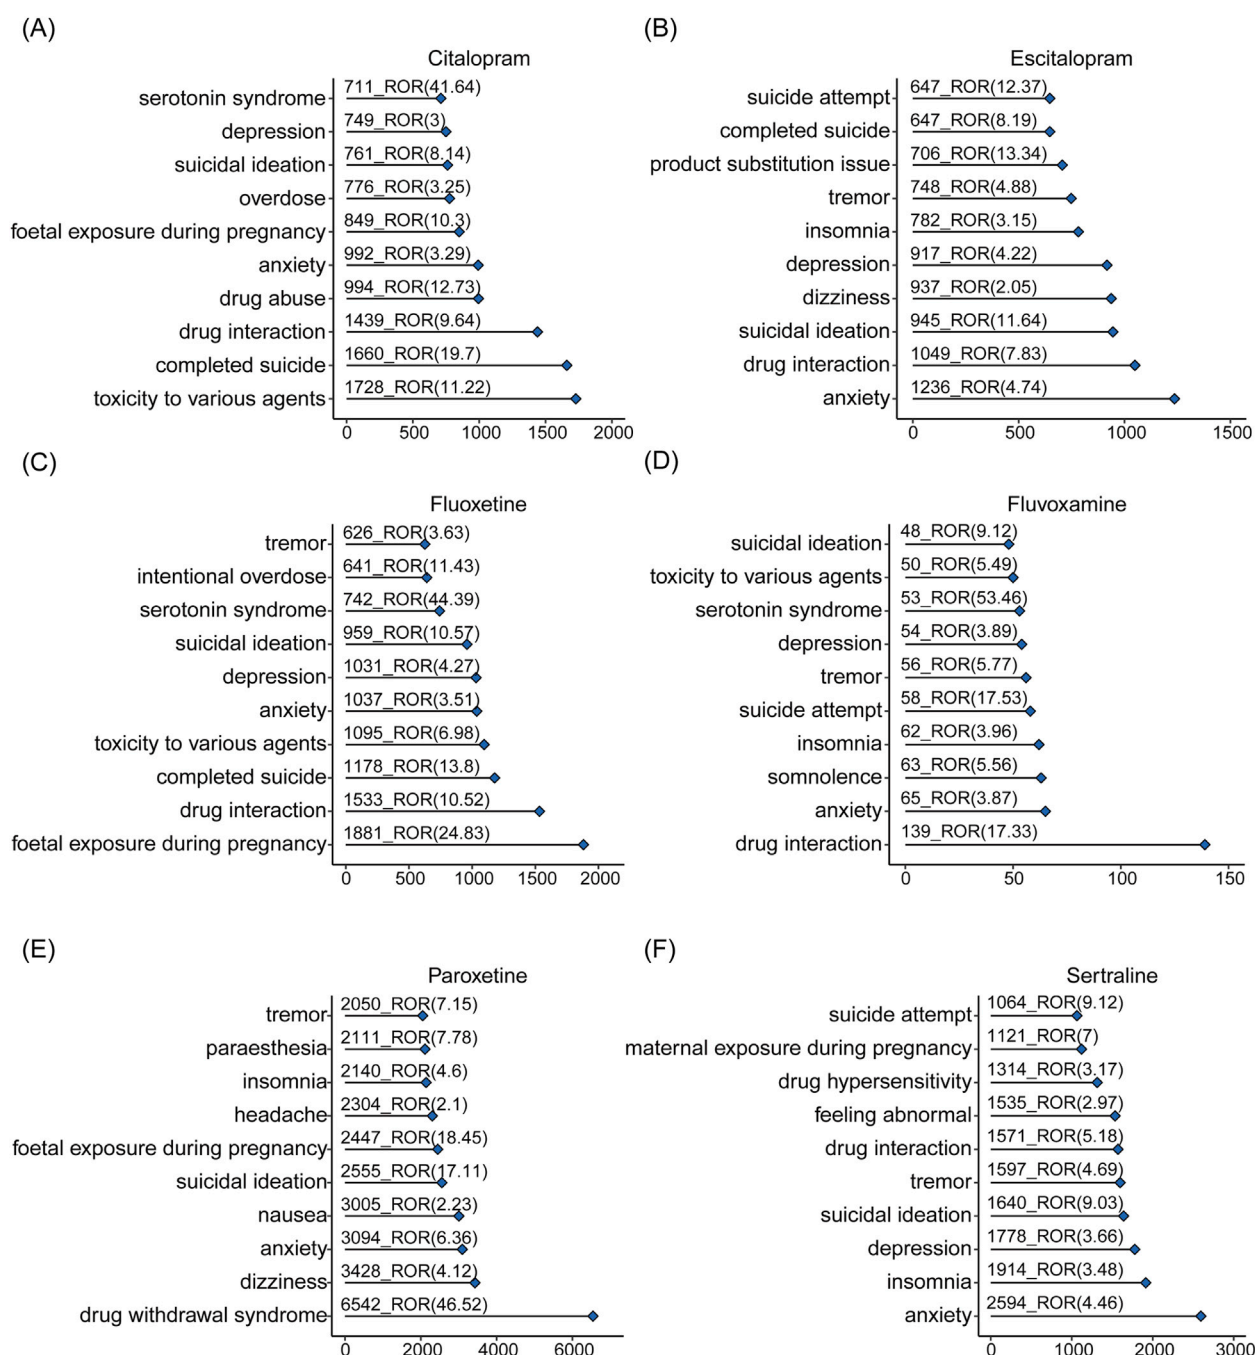 (A)
Citalopram
serotonin syndrome 711_ROR(41.64)
depression 749_ROR(3)
suicidal ideation 761_ROR(8.14)
overdose 776_ROR(3.25)
foetal exposure during pregnancy 849_ROR(10.3)
anxiety 992_ROR(3.29)
drug abuse 994_ROR(12.73)
drug interaction 1439_ROR(9.64)
completed suicide 1660_ROR(19.7)
toxicity to various agents 1728_ROR(11.22)
0 500 1000 1500 2000
(B)
Escitalopram
suicide attempt 647_ROR(12.37)
completed suicide 647_ROR(8.19)
product substitution issue 706_ROR(13.34)
tremor 748_ROR(4.88)
insomnia 782_ROR(3.15)
depression 917_ROR(4.22)
dizziness 937_ROR(2.05)
suicidal ideation 945_ROR(11.64)
drug interaction 1049_ROR(7.83)
anxiety 1236_ROR(4.74)
0 500 1000 1500
(C)
Fluoxetine
tremor 626_ROR(3.63)
intentional overdose 641_ROR(11.43)
serotonin syndrome 742_ROR(44.39)
suicidal ideation 959_ROR(10.57)
depression 1031_ROR(4.27)
anxiety 1037_ROR(3.51)
toxicity to various agents 1095_ROR(6.98)
completed suicide 1178_ROR(13.8)
drug interaction 1533_ROR(10.52)
foetal exposure during pregnancy 1881_ROR(24.83)
0 500 1000 1500 2000
(D)
Fluvoxamine
suicidal ideation 48_ROR(9.12)
toxicity to various agents 50_ROR(5.49)
serotonin syndrome 53_ROR(53.46)
depression 54_ROR(3.89)
tremor 56_ROR(5.77)
suicide attempt 58_ROR(17.53)
insomnia 62_ROR(3.96)
somnolence 63_ROR(5.56)
anxiety 65_ROR(3.87)
drug interaction 139_ROR(17.33)
0 50 100 150
(E)
Paroxetine
tremor 2050_ROR(7.15)
paraesthesia 2111_ROR(7.78)
insomnia 2140_ROR(4.6)
headache 2304_ROR(2.1)
foetal exposure during pregnancy 2447_ROR(18.45)
suicidal ideation 2555_ROR(17.11)
nausea 3005_ROR(2.23)
anxiety 3094_ROR(6.36)
dizziness 3428_ROR(4.12)
drug withdrawal syndrome 6542_ROR(46.52)
0 2000 4000 6000
(F)
Sertraline
suicide attempt 1064_ROR(9.12)
maternal exposure during pregnancy 1121_ROR(7)
drug hypersensitivity 1314_ROR(3.17)
feeling abnormal 1535_ROR(2.97)
drug interaction 1571_ROR(5.18)
tremor 1597_ROR(4.69)
suicidal ideation 1640_ROR(9.03)
depression 1778_ROR(3.66)
insomnia 1914_ROR(3.48)
anxiety 2594_ROR(4.46)
0 1000 2000 3000